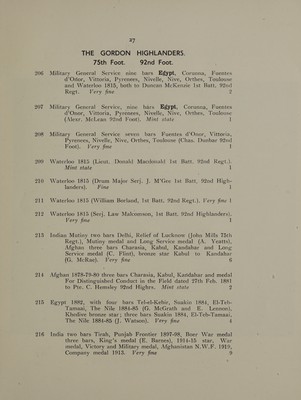 27
THE GORDON HIGHLANDERS.
75th Foot. 92nd Foot.
206 Military General Service nine bars Egypt, Corunna, Fuentes
d'Onor, Vittoria, Pyrenees, Nivelle, Nive, Orthes, Toulouse
and Waterloo 1815, both to Duncan McKenzie 1st Batt, 92nd
Regt. Very fine 2
207 Military General Service, nine bars Egypt, Corunna, Fuentes
d'Onor, Vittoria, Pyrenees, Nivelle, Nive, Orthes, Toulouse
(Alexr. McLean 92nd Foot). Mint state 1
208 Military General Service seven bars Fuentes d'Onor, Vittoria,
Pyrenees, Nivelle, Nive, Orthes, Toulouse (Chas. Dunbar 92nd
Foot). Very fine 1
209 Waterloo 1815 (Lieut. Donald Macdonald 1st Batt, 92nd Regt.).
Mint state 1
210 Waterloo 1815 (Drum Major Serj. J. M'Gee 1st Batt, 92nd High-
landers). Fine 1
211 Waterloo 1815 (William Borland, 1st Batt, 92nd Regt.). Very fine 1
212 Waterloo 1815 (Serj. Law Malcomson, 1st Batt. 92nd Highlanders).
Very fine 1
213 Indian Mutiny two bars Delhi, Relief of Lucknow (John Mills 75th
Regt.), Mutiny medal and Long Service medal (A. Yeatts),
Afghan three bars Charasia, Kabul, Kandahar and Long
Service medal (C. Flint), bronze star Kabul to Kandahar
(G. McRae). Very fine 6
214 Afghan 1878-79-80 three bars Charasia, Kabul, Kandahar and medal
For Distinguished Conduct in the Field dated 27th Feb. 1881
to Pte. C. Hannley 92nd Highrs. Mint state 2
215 Egypt 1882, with four bars Tel-el-Kebir, Suakin 1884, El-Teb-
Tamaai, The Nile 1884-85 (G. McGrath and E. Lennon),
Khedive bronze star; three bars Suakin 1884, El-Teb-Tamaai,
The Nile 1884-85 (J. Watson). Very fine 4
216 India two bars Tirah, Punjab Frontier 1897-98, Boer War medal
three bars, King's medal (E. Barnes), 1914-15 star, War
medal, Victory and Military medal, Afghanistan N.W.F. 1919,
Company medal 1913. Very fine 9